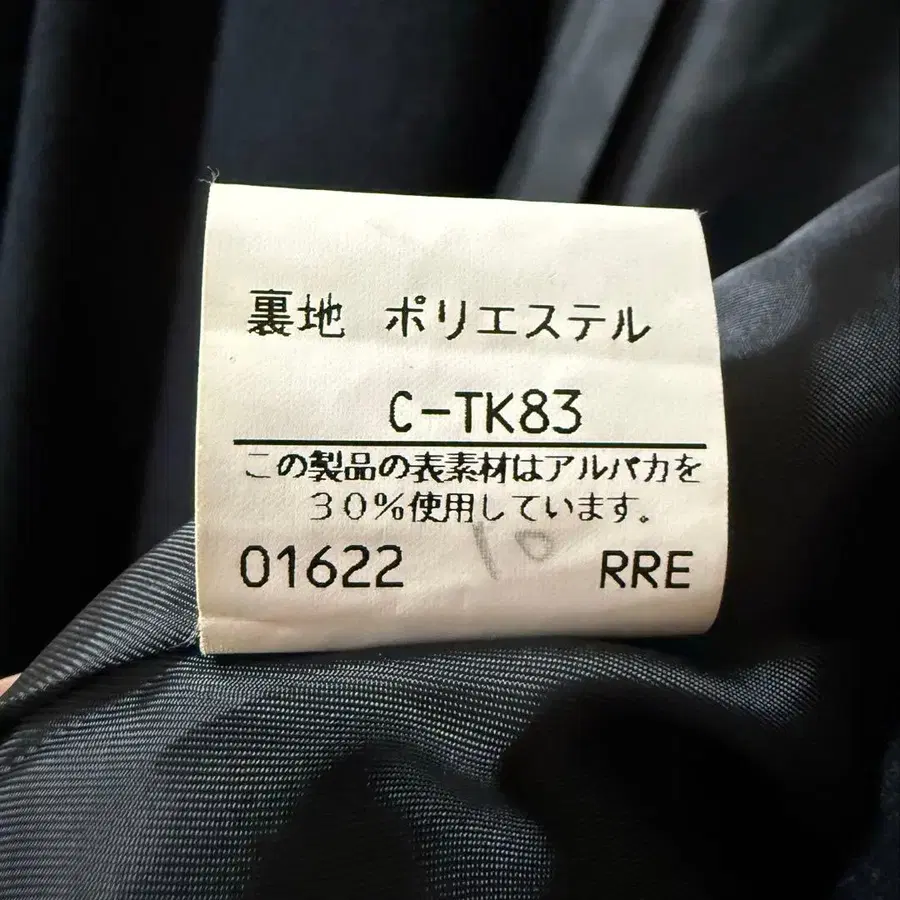 裏地 ポリエステル
C-TK83
この製品の表素材はアルパカを
30%使用しています。
01622 10 RRE